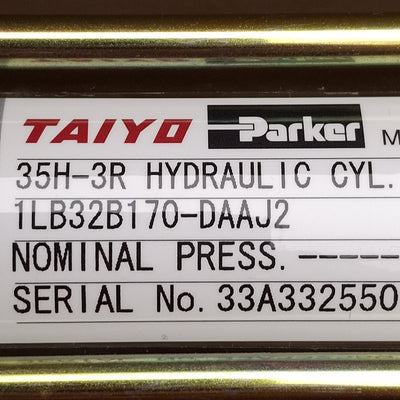 TAIYO Parker M
35H-3R HYDRAULIC CYL.
1LB32B170-DAAJ2
NOMINAL PRESS. -----
SERIAL No. 33A332550